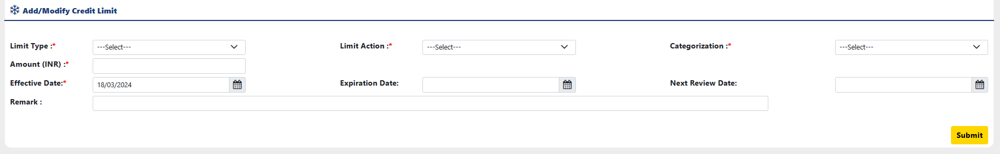 Add/Modify Credit Limit
Limit Type :* ---Select--- Limit Action :* ---Select--- Categorization :* ---Select---
Amount (INR) :*
Effective Date:* 18/03/2024 Expiration Date: Next Review Date:
Remark :
Submit